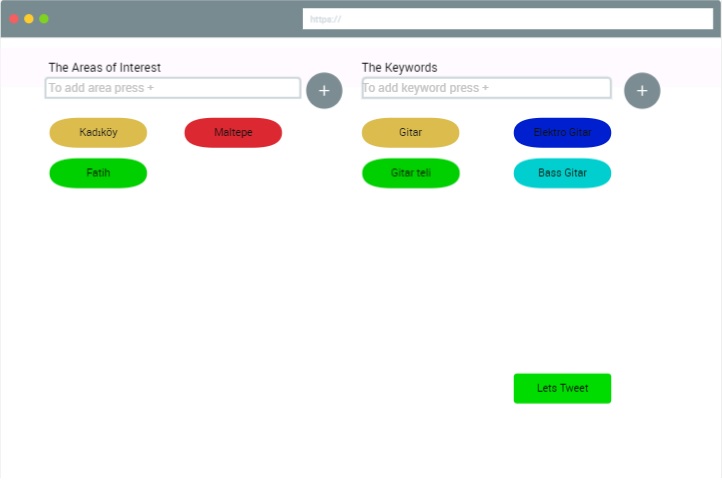 https://
The Areas of Interest
To add area press +
+
Kadıköy
Maltepe
Fatih
The Keywords
To add keyword press +
+
Gitar
Elektro Gitar
Gitar teli
Bass Gitar
Lets Tweet